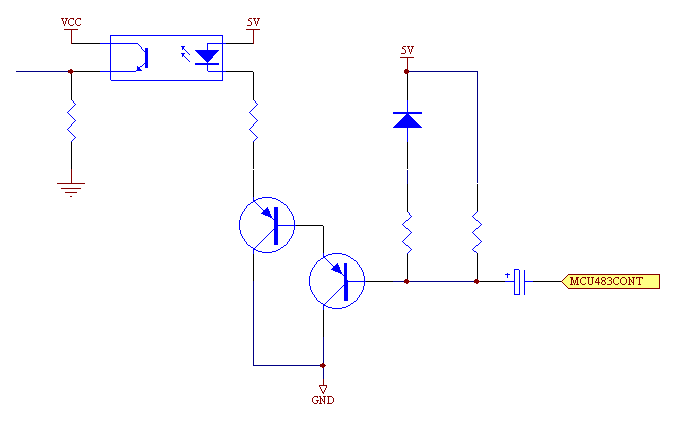 VCC
5V
5V
+
MCU483CONT
GND